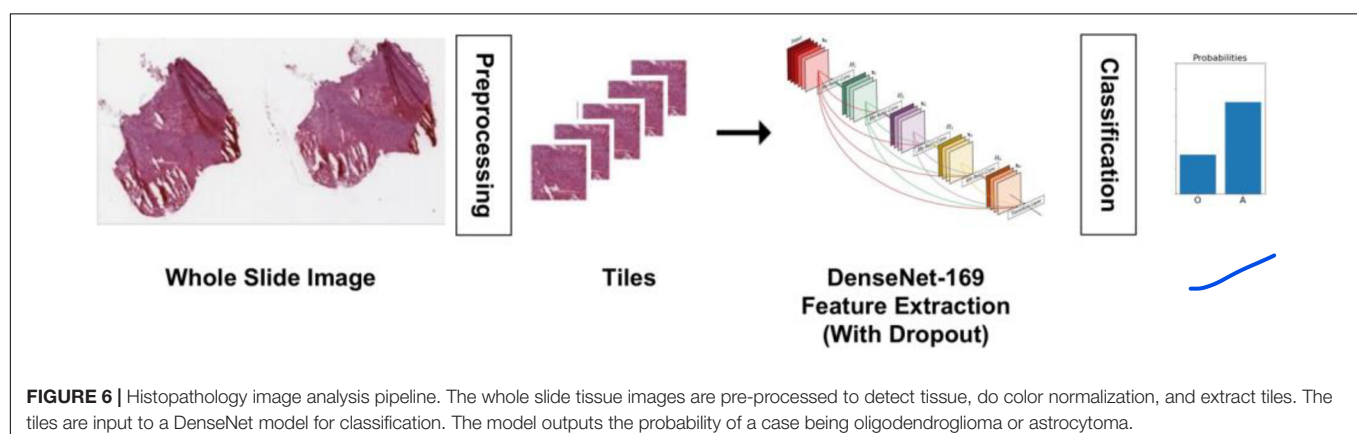 Preprocessing
Classification
Probabilities
O A
Whole Slide Image
Tiles
DenseNet-169
Feature Extraction
(With Dropout)
FIGURE 6 | Histopathology image analysis pipeline. The whole slide tissue images are pre-processed to detect tissue, do color normalization, and extract tiles. The
tiles are input to a DenseNet model for classification. The model outputs the probability of a case being oligodendroglioma or astrocytoma.